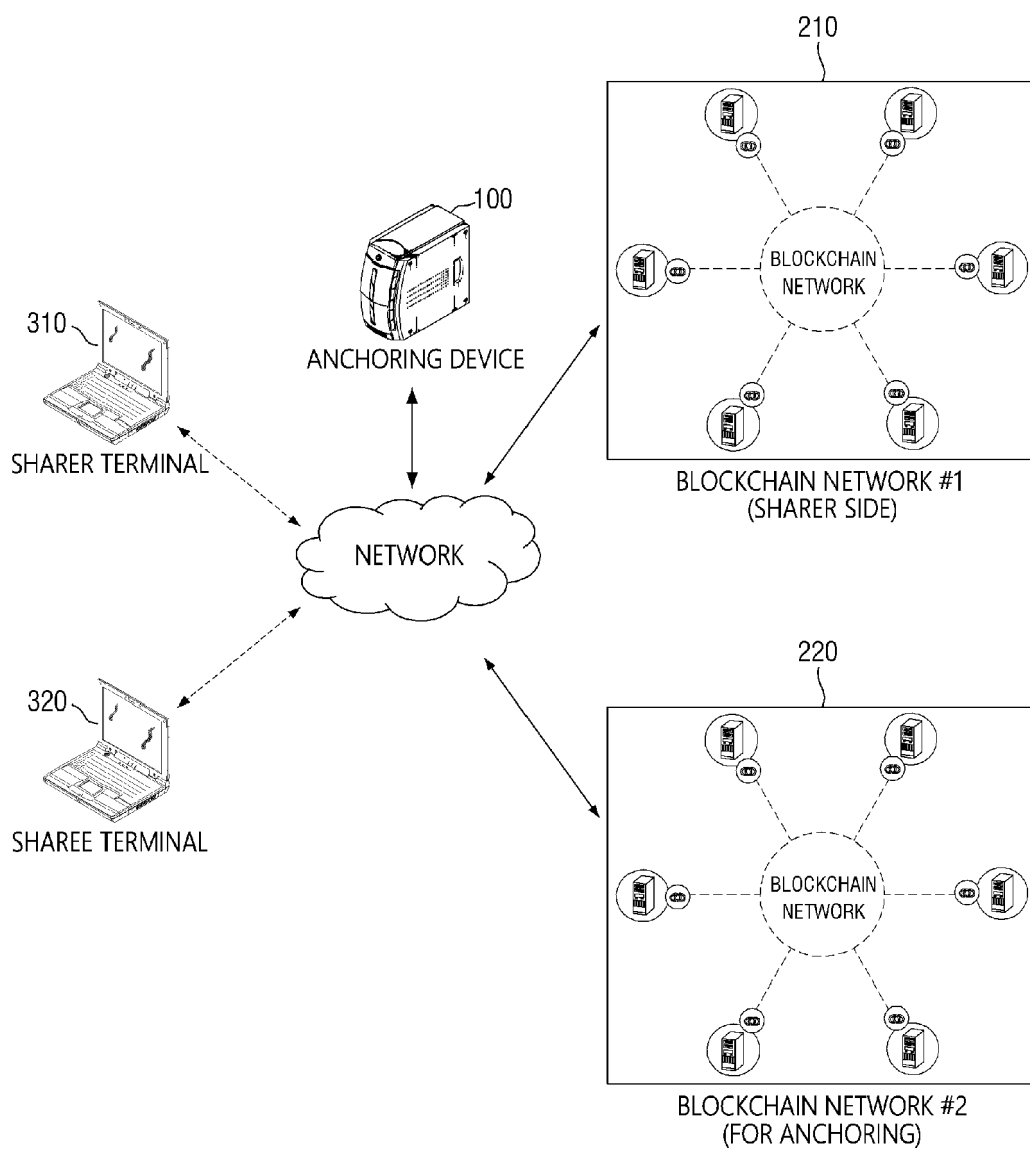 210
BLOCKCHAIN
NETWORK
BLOCKCHAIN NETWORK #1
(SHARER SIDE)
100
ANCHORING DEVICE
310
SHARER TERMINAL
NETWORK
320
SHAREE TERMINAL
220
BLOCKCHAIN
NETWORK
BLOCKCHAIN NETWORK #2
(FOR ANCHORING)